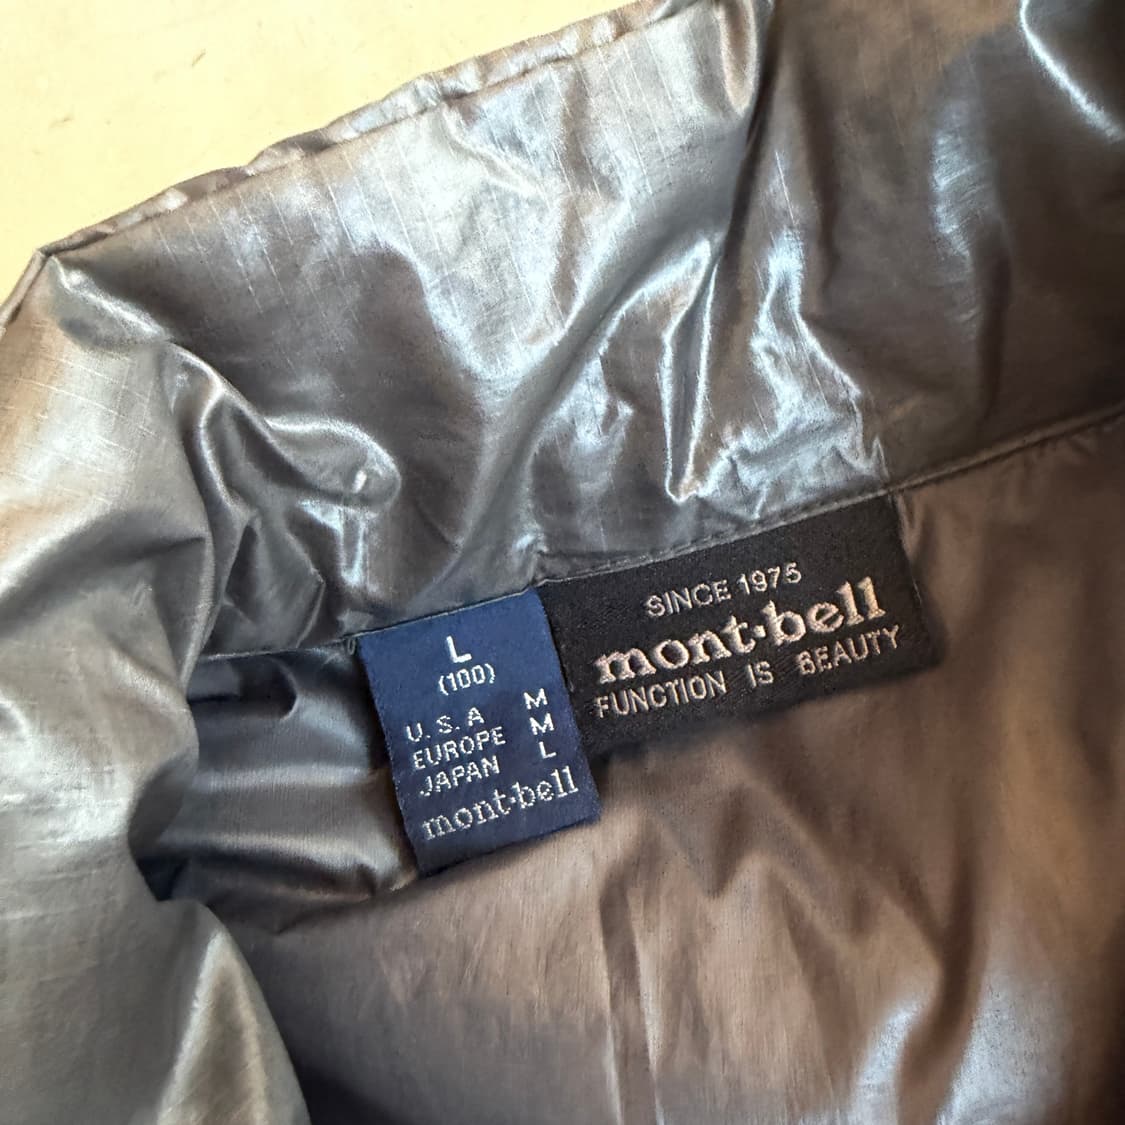 L
(100)
U.S.A M
EUROPE M
JAPAN L
mont·bell
SINCE 1975
mont·bell
FUNCTION IS BEAUTY